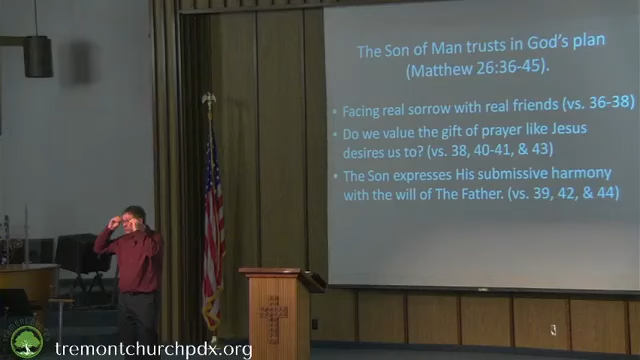 The Son of Man trusts in God's plan
(Matthew 26:36-45).
• Facing real sorrow with real friends (vs. 36-38)
• Do we value the gift of prayer like Jesus
desires us to? (vs. 38, 40-41, & 43)
• The Son expresses His submissive harmony
with the will of The Father. (vs. 39, 42, & 44)
tremontchurchpdx.org